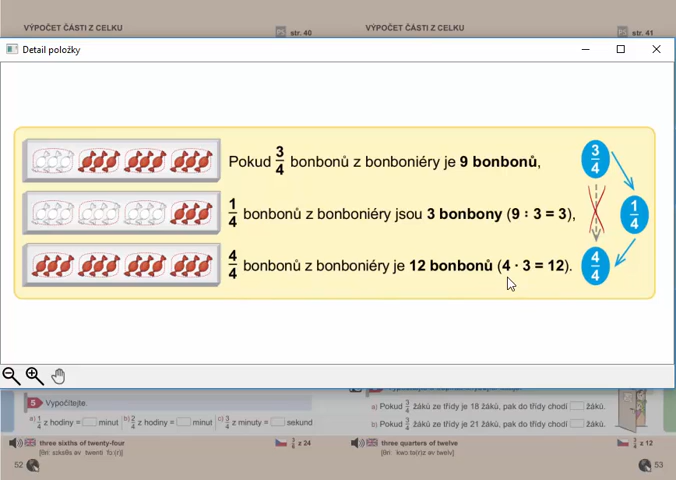 VÝPOČET ČÁSTI Z CELKU
str. 40
VÝPOČET ČÁSTI Z CELKU
str. 41
Detail položky
Pokud 3/4 bonbonů z bonboniéry je 9 bonbonů,
1/4 bonbonů z bonboniéry jsou 3 bonbony (9 : 3 = 3),
4/4 bonbonů z bonboniéry je 12 bonbonů (4 · 3 = 12).
3/4
1/4
4/4
5 Vypočítejte.
a) 1/4 z hodiny = minut b) 2/4 z hodiny = minut c) 3/4 z minuty = sekund
three sixths of twenty-four
z 24
52
a) Pokud 3/4 žáků ze třídy je 18 žáků, pak do třídy chodí žáků.
b) Pokud 3/4 žáků ze třídy je 21 žáků, pak do třídy chodí žáků.
three quarters of twelve
z 12
53